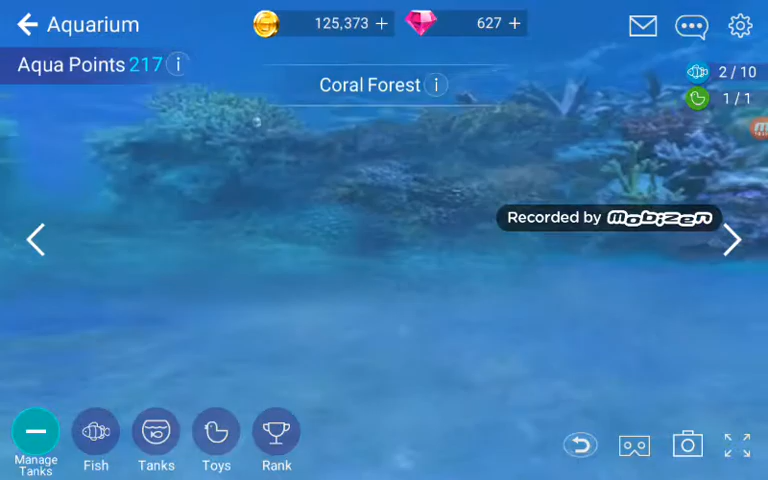 Aquarium
125,373 +
627 +
Aqua Points 217 i
Coral Forest i
2 / 10
1 / 1
Recorded by mobizen
Manage Tanks
Fish
Tanks
Toys
Rank